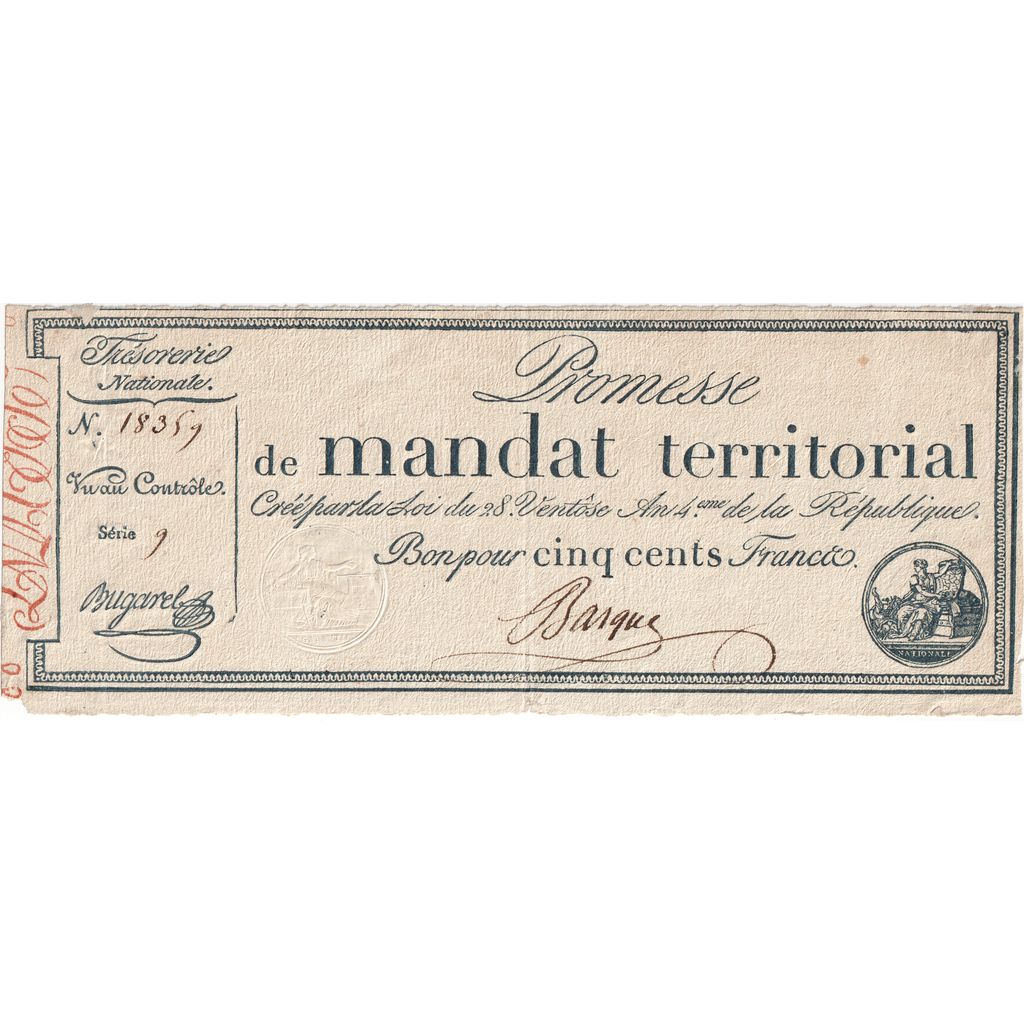 Trésorerie
Nationale.
N. 18359
Vu au Contrôle.
Série 9
Bugarel
Promesse
de mandat territorial
Créé par la Loi du 28. Ventôse An 4.eme de la République.
Bon pour cinq cents Francs.
Barque
NATIONALE